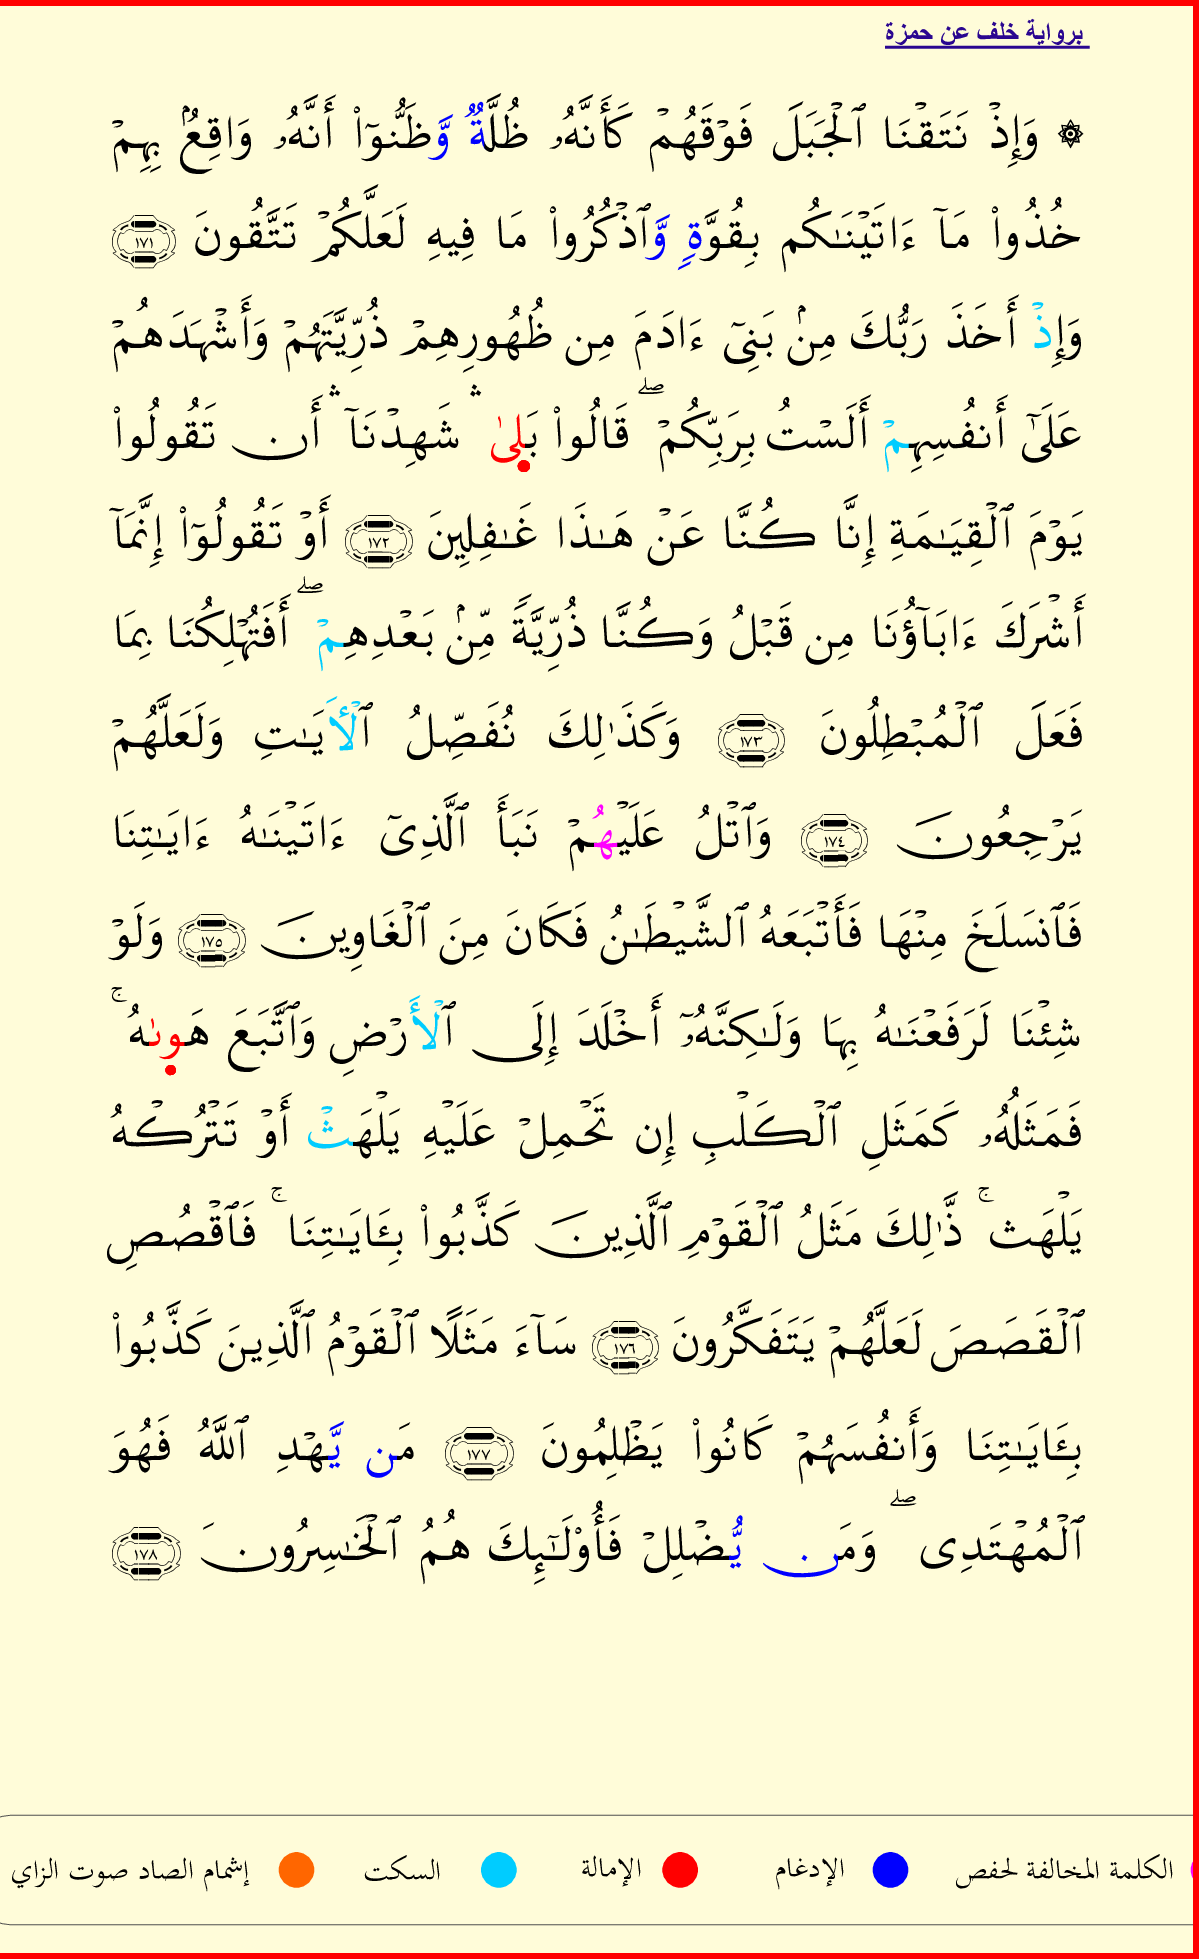 برواية خلف عن حمزة
۞ وَإِذۡ نَتَقۡنَا ٱلۡجَبَلَ فَوۡقَهُمۡ كَأَنَّهُۥ ظُلَّةٞ وَّظَنُّوٓاْ أَنَّهُۥ وَاقِعُۢ بِهِمۡ
خُذُواْ مَآ ءَاتَيۡنَٰكُم بِقُوَّةٖ وَّٱذۡكُرُواْ مَا فِيهِ لَعَلَّكُمۡ تَتَّقُونَ ١٧١
وَإِذۡ أَخَذَ رَبُّكَ مِنۢ بَنِيٓ ءَادَمَ مِن ظُهُورِهِمۡ ذُرِّيَّتَهُمۡ وَأَشۡهَدَهُمۡ
عَلَىٰٓ أَنفُسِهِمۡ أَلَسۡتُ بِرَبِّكُمۡۖ قَالُواْ بَلِىٰۛ شَهِدۡنَآۛ أَن تَقُولُواْ
يَوۡمَ ٱلۡقِيَٰمَةِ إِنَّا كُنَّا عَنۡ هَٰذَا غَٰفِلِينَ ١٧٢ أَوۡ تَقُولُوٓاْ إِنَّمَآ
أَشۡرَكَ ءَابَآؤُنَا مِن قَبۡلُ وَكُنَّا ذُرِّيَّةٗ مِّنۢ بَعۡدِهِمۡۖ أَفَتُهۡلِكُنَا بِمَا
فَعَلَ ٱلۡمُبۡطِلُونَ ١٧٣ وَكَذَٰلِكَ نُفَصِّلُ ٱلۡأٓيَٰتِ وَلَعَلَّهُمۡ
يَرۡجِعُونَ ١٧٤ وَٱتۡلُ عَلَيۡهُمۡ نَبَأَ ٱلَّذِيٓ ءَاتَيۡنَٰهُ ءَايَٰتِنَا
فَٱنسَلَخَ مِنۡهَا فَأَتۡبَعَهُ ٱلشَّيۡطَٰنُ فَكَانَ مِنَ ٱلۡغَاوِينَ ١٧٥ وَلَوۡ
شِئۡنَا لَرَفَعۡنَٰهُ بِهَا وَلَٰكِنَّهُۥٓ أَخۡلَدَ إِلَى ٱلۡأَرۡضِ وَٱتَّبَعَ هَوِىٰهُۚ
فَمَثَلُهُۥ كَمَثَلِ ٱلۡكَلۡبِ إِن تَحۡمِلۡ عَلَيۡهِ يَلۡهَثۡ أَوۡ تَتۡرُكۡهُ
يَلۡهَثۚ ذَّٰلِكَ مَثَلُ ٱلۡقَوۡمِ ٱلَّذِينَ كَذَّبُواْ بِـَٔايَٰتِنَاۚ فَٱقۡصُصِ
ٱلۡقَصَصَ لَعَلَّهُمۡ يَتَفَكَّرُونَ ١٧٦ سَآءَ مَثَلًا ٱلۡقَوۡمُ ٱلَّذِينَ كَذَّبُواْ
بِـَٔايَٰتِنَا وَأَنفُسَهُمۡ كَانُواْ يَظۡلِمُونَ ١٧٧ مَن يَّهۡدِ ٱللَّهُ فَهُوَ
ٱلۡمُهۡتَدِيۖ وَمَن يُّضۡلِلۡ فَأُوْلَٰٓئِكَ هُمُ ٱلۡخَٰسِرُونَ ١٧٨
الكلمة المخالفة لحفص الإدغام الإمالة السكت إشمام الصاد صوت الزاي